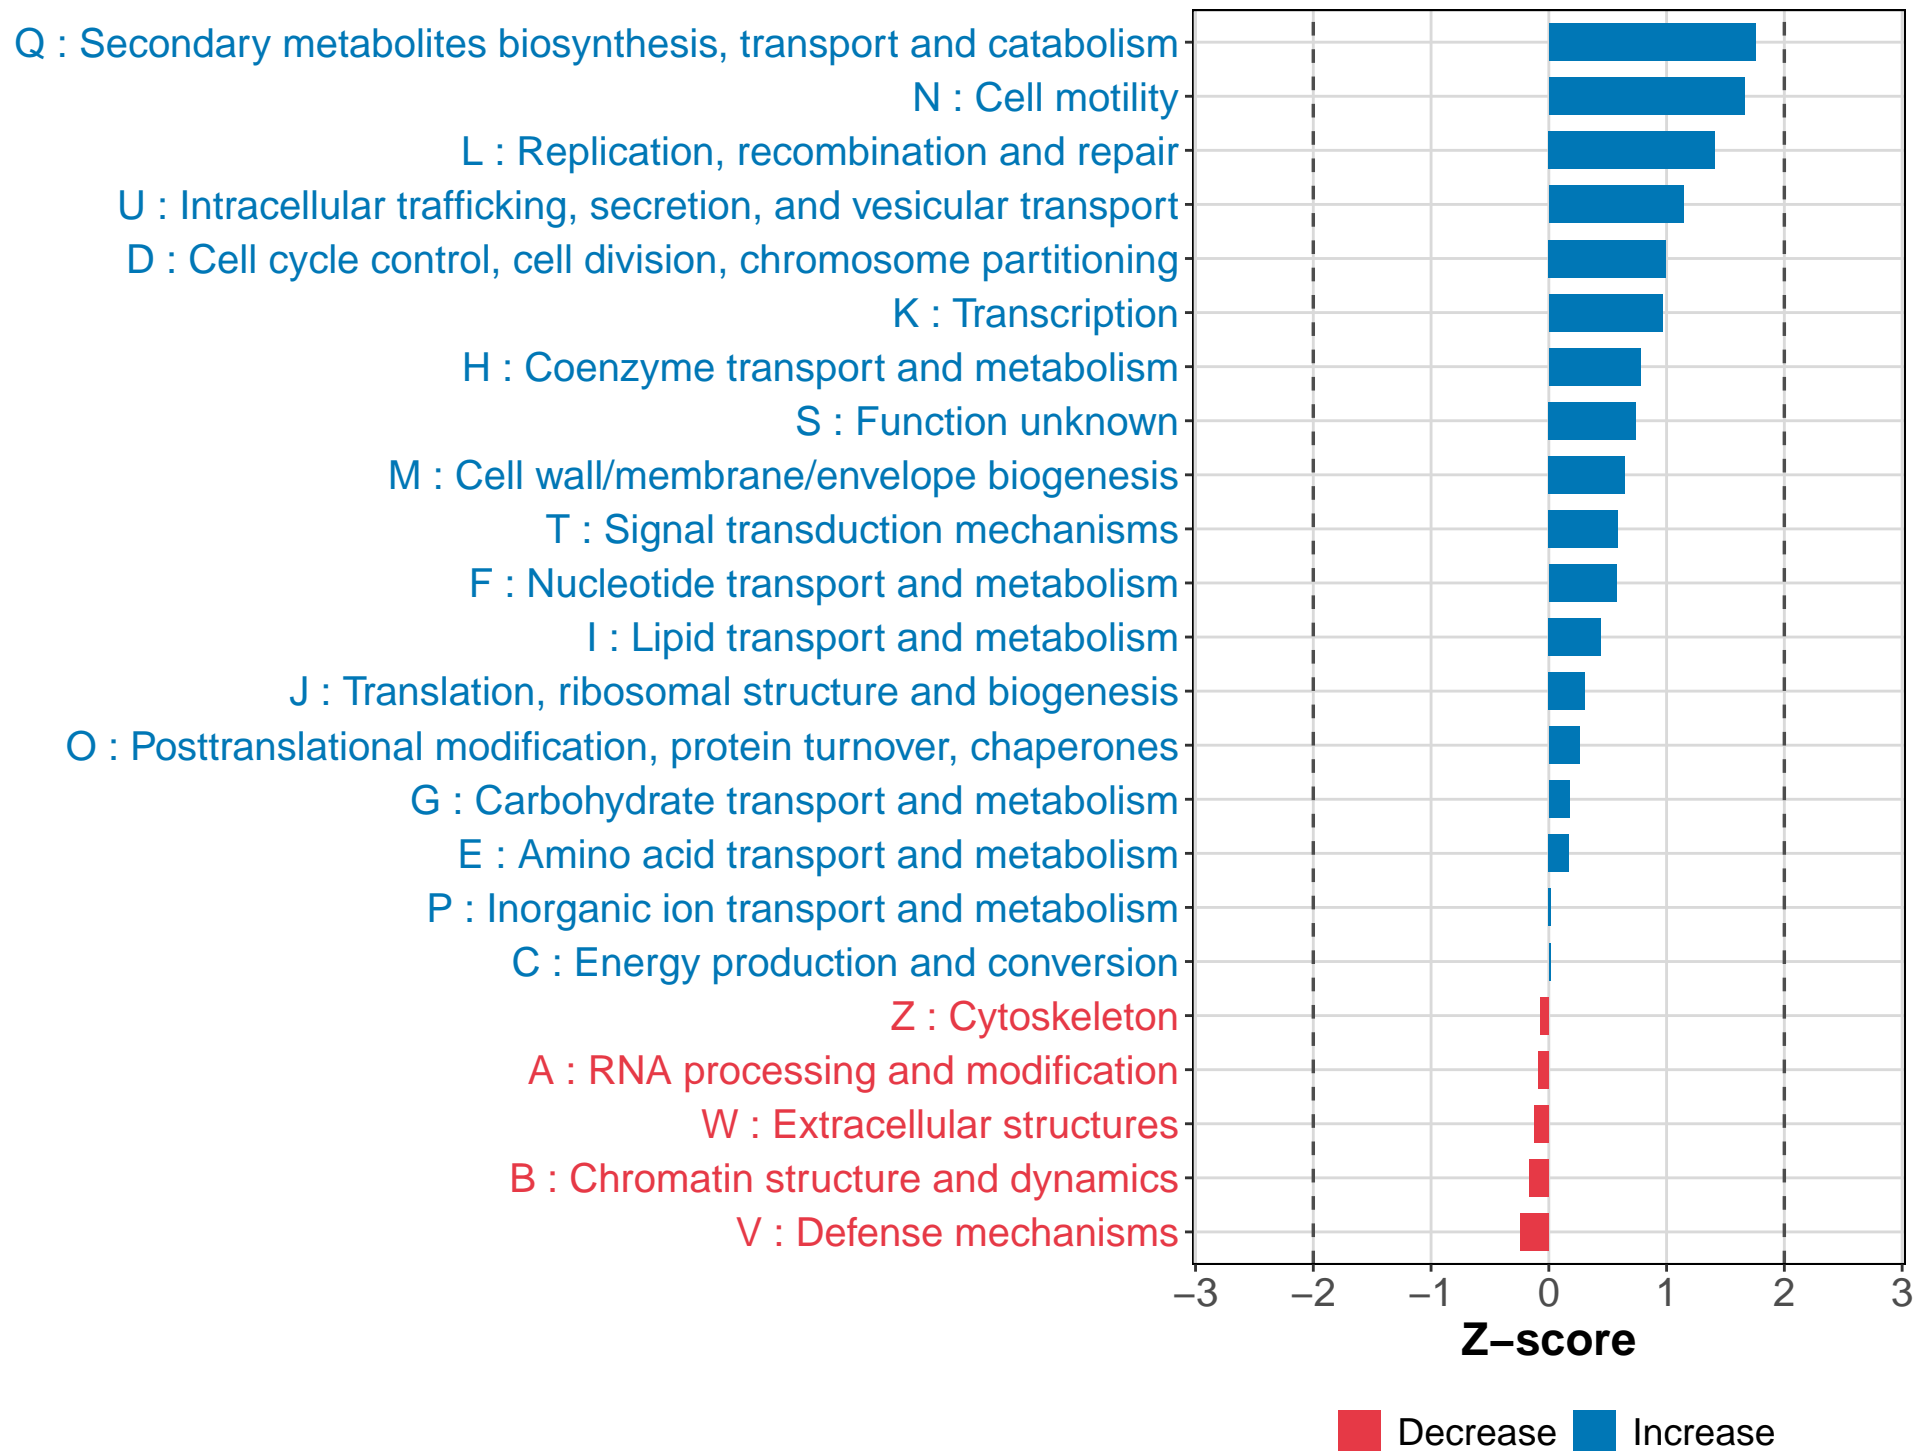 Q : Secondary metabolites biosynthesis, transport and catabolism
N : Cell motility
L : Replication, recombination and repair
U : Intracellular trafficking, secretion, and vesicular transport
D : Cell cycle control, cell division, chromosome partitioning
K : Transcription
H : Coenzyme transport and metabolism
S : Function unknown
M : Cell wall/membrane/envelope biogenesis
T : Signal transduction mechanisms
F : Nucleotide transport and metabolism
I : Lipid transport and metabolism
J : Translation, ribosomal structure and biogenesis
O : Posttranslational modification, protein turnover, chaperones
G : Carbohydrate transport and metabolism
E : Amino acid transport and metabolism
P : Inorganic ion transport and metabolism
C : Energy production and conversion
Z : Cytoskeleton
A : RNA processing and modification
W : Extracellular structures
B : Chromatin structure and dynamics
V : Defense mechanisms
−3 −2 −1 0 1 2 3
Z−score
Decrease Increase